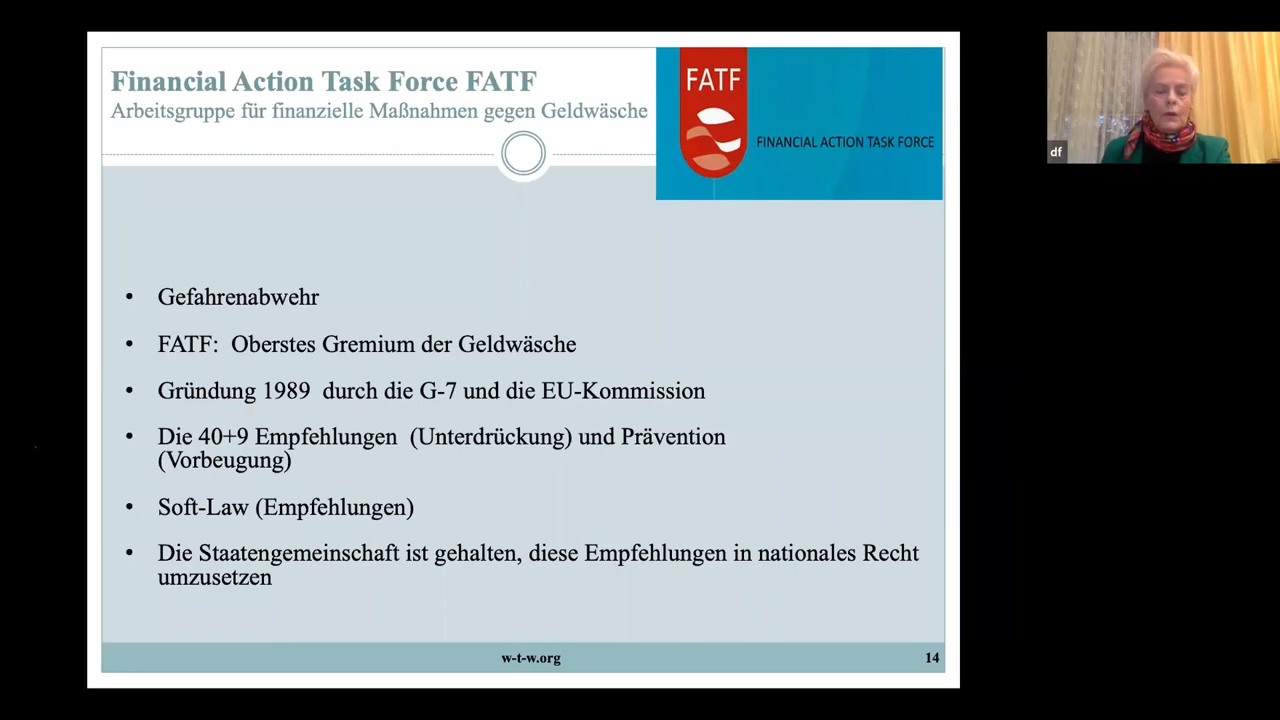 Financial Action Task Force FATF
Arbeitsgruppe für finanzielle Maßnahmen gegen Geldwäsche
FATF
FINANCIAL ACTION TASK FORCE
df
• Gefahrenabwehr
• FATF: Oberstes Gremium der Geldwäsche
• Gründung 1989 durch die G-7 und die EU-Kommission
• Die 40+9 Empfehlungen (Unterdrückung) und Prävention
(Vorbeugung)
• Soft-Law (Empfehlungen)
• Die Staatengemeinschaft ist gehalten, diese Empfehlungen in nationales Recht
umzusetzen
w-t-w.org
14